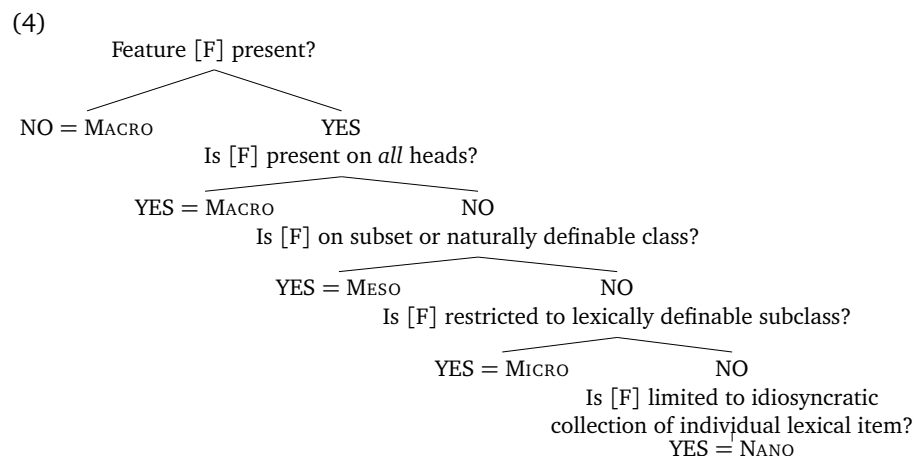 (4)
Feature [F] present?
NO = MACRO YES
Is [F] present on all heads?
YES = MACRO NO
Is [F] on subset or naturally definable class?
YES = MESO NO
Is [F] restricted to lexically definable subclass?
YES = MICRO NO
Is [F] limited to idiosyncratic
collection of individual lexical item?
YES = NANO